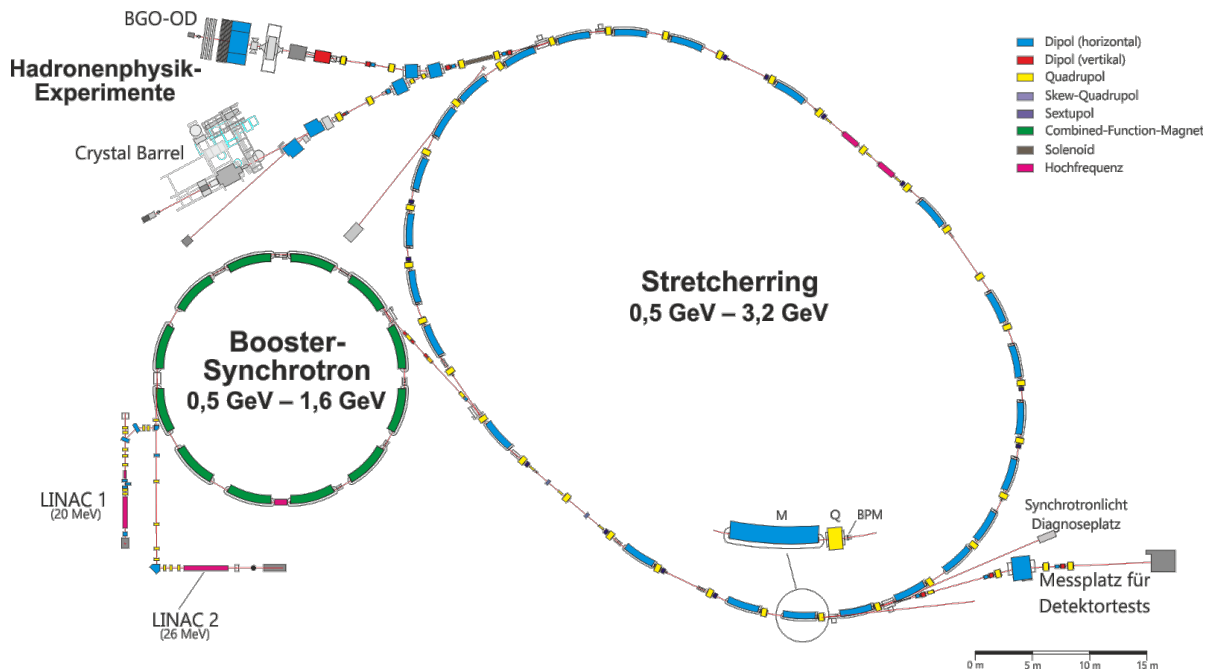 BGO-OD
Hadronenphysik-
Experimente
Crystal Barrel
Dipol (horizontal)
Dipol (vertikal)
Quadrupol
Skew-Quadrupol
Sextupol
Combined-Function-Magnet
Solenoid
Hochfrequenz
Stretcherring
0,5 GeV – 3,2 GeV
Booster-
Synchrotron
0,5 GeV – 1,6 GeV
LINAC 1
(20 MeV)
LINAC 2
(26 MeV)
M
Q
BPM
Synchrotronlicht
Diagnoseplatz
Messplatz für
Detektortests
0 m 5 m 10 m 15 m